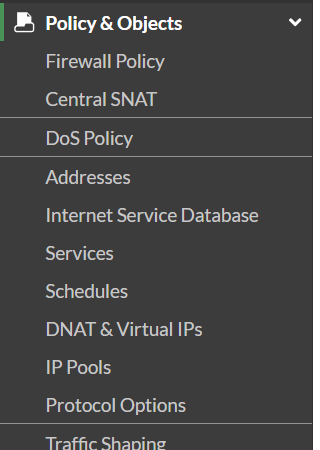 Policy & Objects
Firewall Policy
Central SNAT
DoS Policy
Addresses
Internet Service Database
Services
Schedules
DNAT & Virtual IPs
IP Pools
Protocol Options
Traffic Shaping